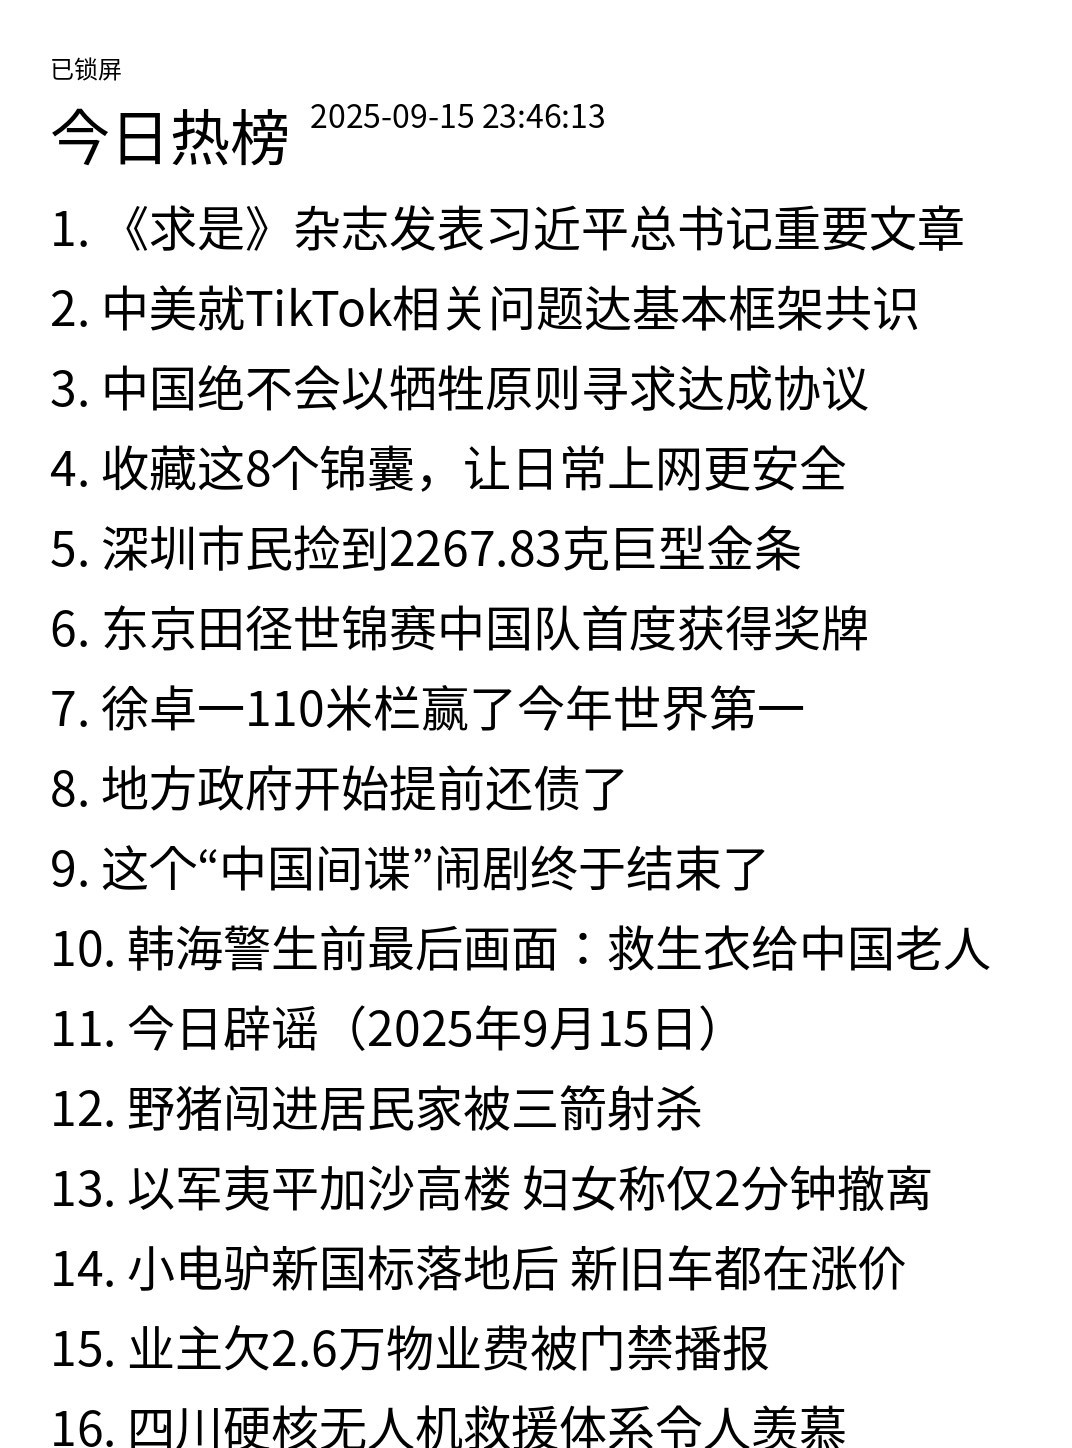 已锁屏
今日热榜 2025-09-15 23:46:13
1. 《求是》杂志发表习近平总书记重要文章
2. 中美就TikTok相关问题达基本框架共识
3. 中国绝不会以牺牲原则寻求达成协议
4. 收藏这8个锦囊，让日常上网更安全
5. 深圳市民捡到2267.83克巨型金条
6. 东京田径世锦赛中国队首度获得奖牌
7. 徐卓一110米栏赢了今年世界第一
8. 地方政府开始提前还债了
9. 这个“中国间谍”闹剧终于结束了
10. 韩海警生前最后画面：救生衣给中国老人
11. 今日辟谣（2025年9月15日）
12. 野猪闯进居民家被三箭射杀
13. 以军夷平加沙高楼 妇女称仅2分钟撤离
14. 小电驴新国标落地后 新旧车都在涨价
15. 业主欠2.6万物业费被门禁播报
16. 四川硬核无人机救援体系令人羡慕